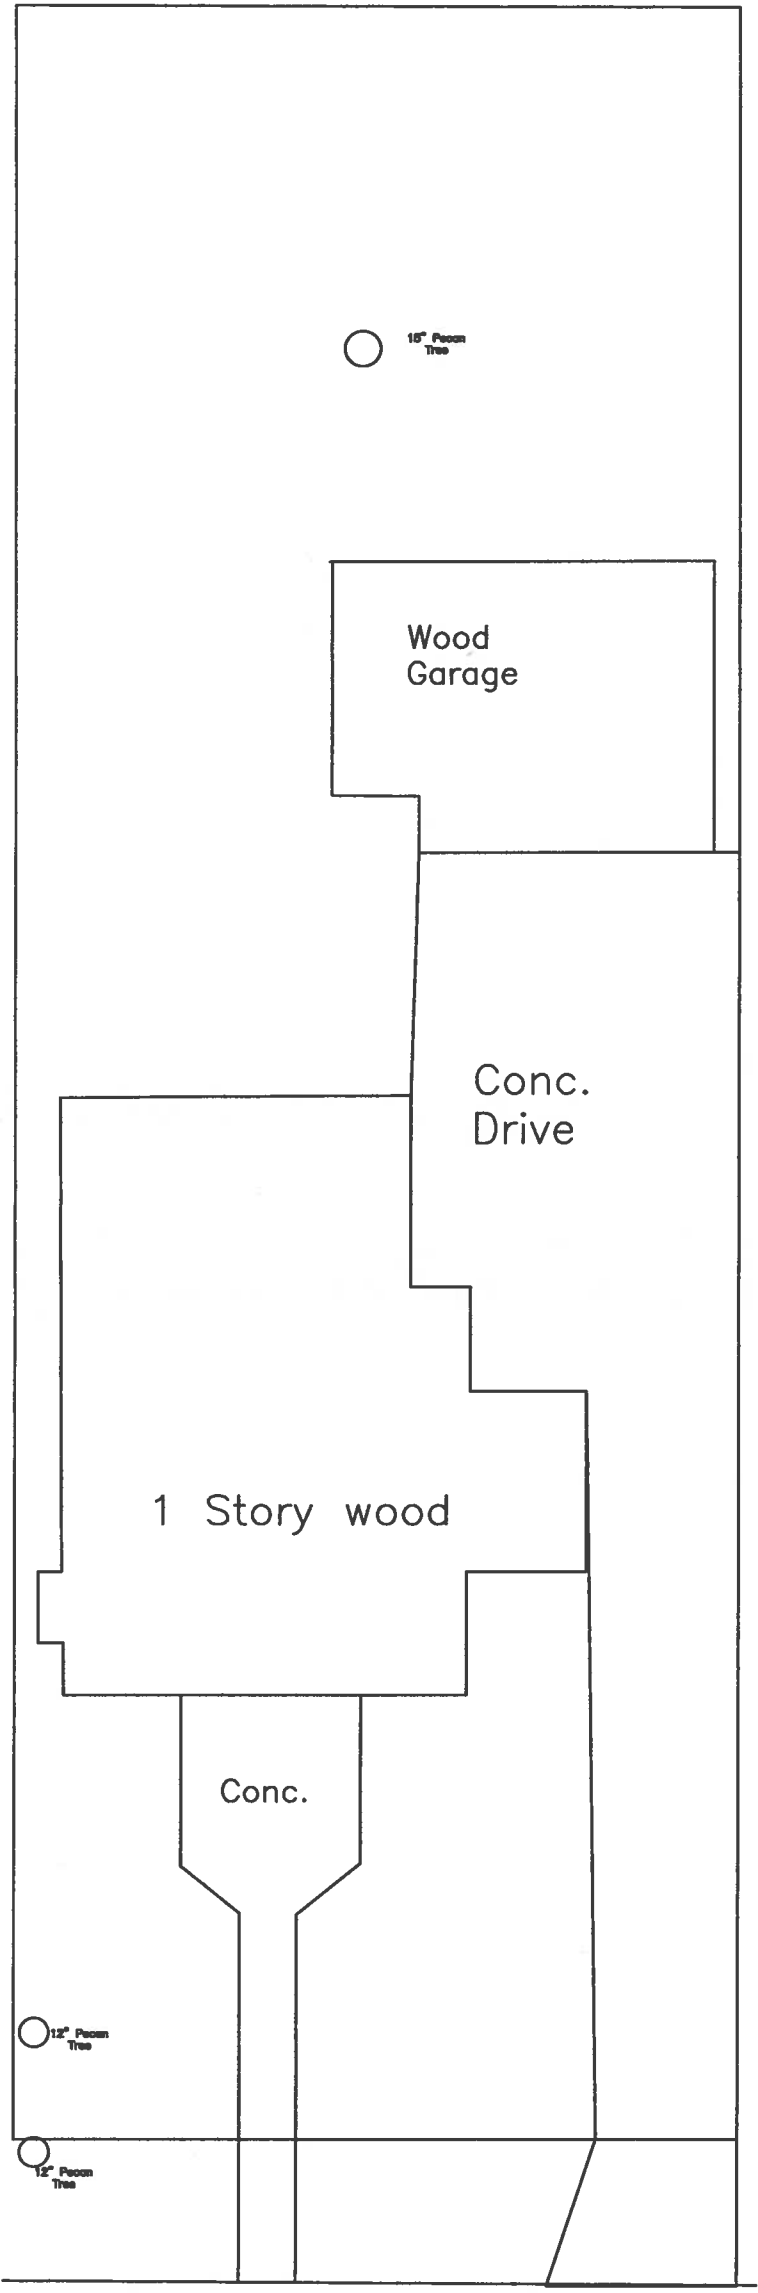 15" Pecan
Tree
Wood
Garage
Conc.
Drive
1 Story wood
Conc.
12" Pecan
Tree
12" Pecan
Tree